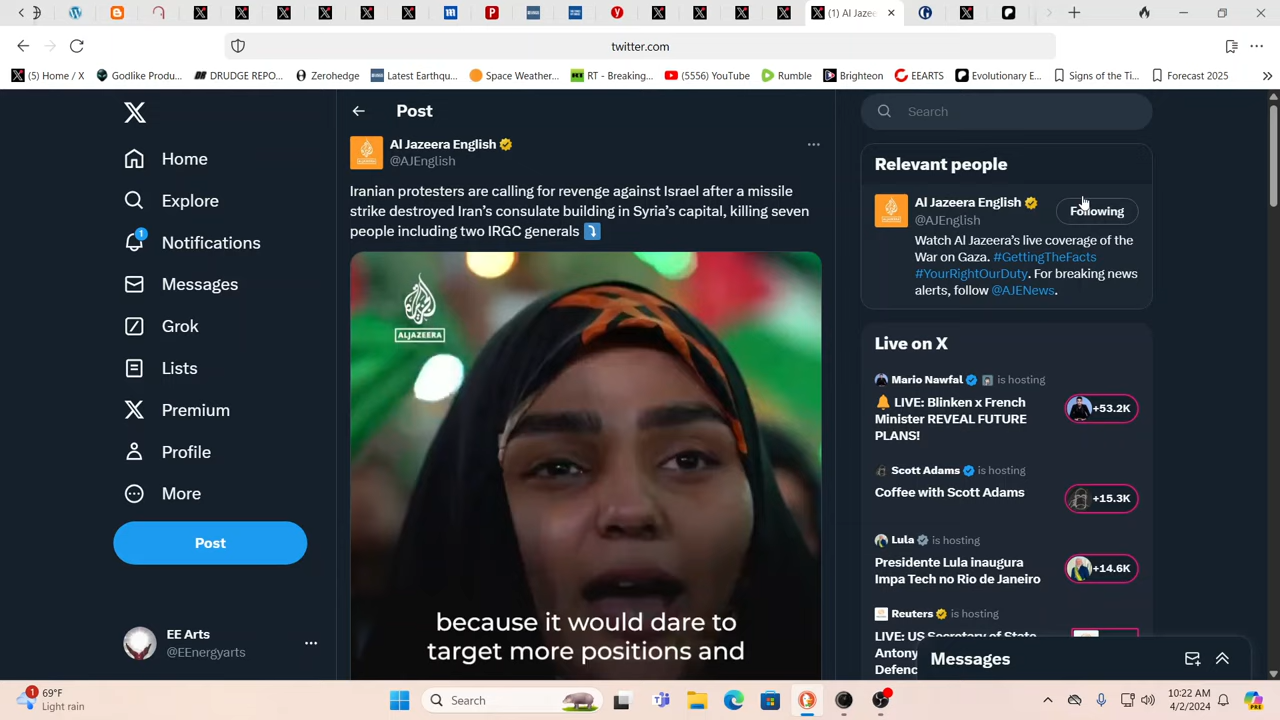 (1) Al Jazee
twitter.com
(5) Home / X
Godlike Produ...
DRUDGE REPO...
Zerohedge
Latest Earthqu...
Space Weather...
RT - Breaking...
(5556) YouTube
Rumble
Brighteon
EEARTS
Evolutionary E...
Signs of the Ti...
Forecast 2025
Home
Explore
1
Notifications
Messages
Grok
Lists
Premium
Profile
More
Post
EE Arts
@EEnergyarts
Post
Al Jazeera English
@AJEnglish
Iranian protesters are calling for revenge against Israel after a missile
strike destroyed Iran's consulate building in Syria's capital, killing seven
people including two IRGC generals
ALJAZEERA
because it would dare to
target more positions and
Search
Relevant people
Al Jazeera English
@AJEnglish
Following
Watch Al Jazeera's live coverage of the
War on Gaza. #GettingTheFacts
#YourRightOurDuty. For breaking news
alerts, follow @AJENews.
Live on X
Mario Nawfal is hosting
LIVE: Blinken x French
Minister REVEAL FUTURE
PLANS!
+53.2K
Scott Adams is hosting
Coffee with Scott Adams
+15.3K
Lula is hosting
Presidente Lula inaugura
Impa Tech no Rio de Janeiro
+14.6K
Reuters is hosting
LIVE: US Secretary of State
Antony
Defenc
Messages
1
69°F
Light rain
Search
10:22 AM
4/2/2024
PRE